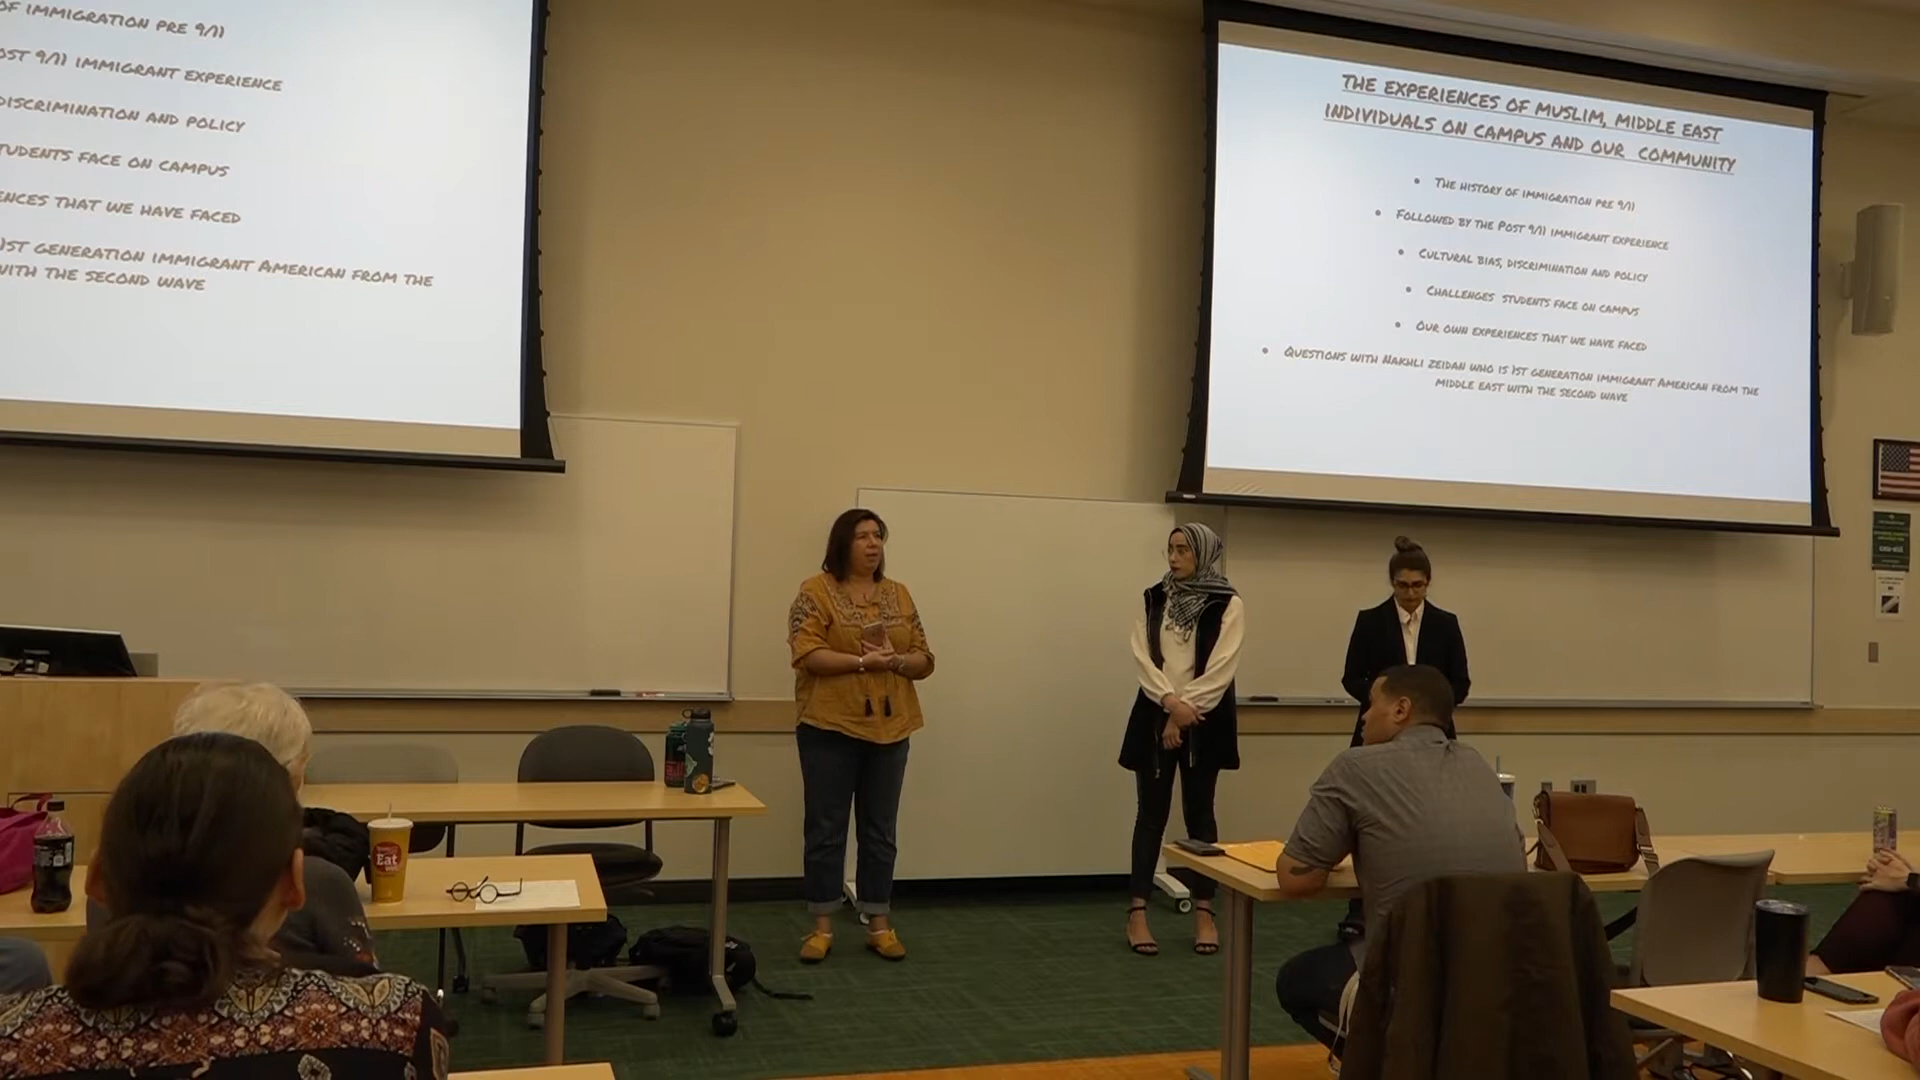 OF IMMIGRATION PRE 9/11
POST 9/11 IMMIGRANT EXPERIENCE
DISCRIMINATION AND POLICY
STUDENTS FACE ON CAMPUS
THAT WE HAVE FACED
1ST GENERATION IMMIGRANT AMERICAN FROM THE
WITH THE SECOND WAVE
THE EXPERIENCES OF MUSLIM, MIDDLE EAST
INDIVIDUALS ON CAMPUS AND OUR COMMUNITY
• THE HISTORY OF IMMIGRATION PRE 9/11
• FOLLOWED BY THE POST 9/11 IMMIGRANT EXPERIENCE
• CULTURAL BIAS, DISCRIMINATION AND POLICY
• CHALLENGES STUDENTS FACE ON CAMPUS
• OUR OWN EXPERIENCES THAT WE HAVE FACED
• QUESTIONS WITH NAKHLI ZEIDAN WHO IS 1ST GENERATION IMMIGRANT AMERICAN FROM THE
MIDDLE EAST WITH THE SECOND WAVE
Eat